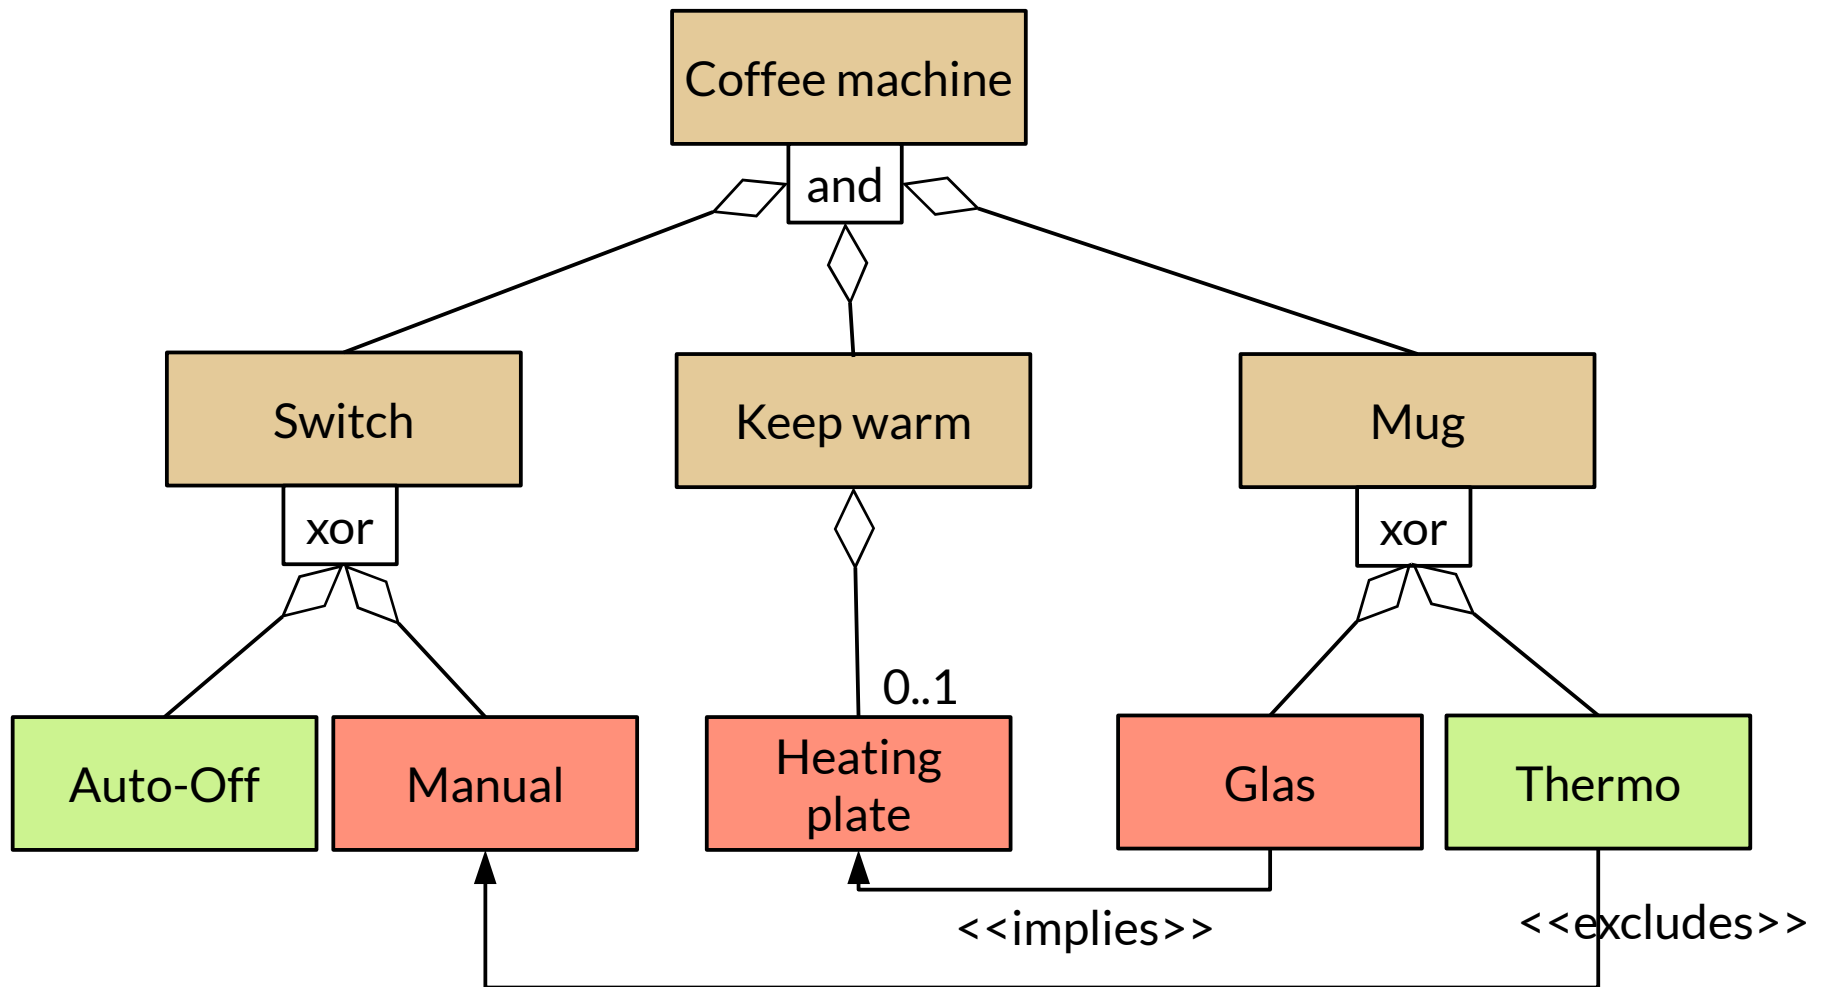 Coffee machine
and
Switch
Keep warm
Mug
xor
xor
0..1
Auto-Off
Manual
Heating
plate
Glas
Thermo
<<implies>>
<<excludes>>